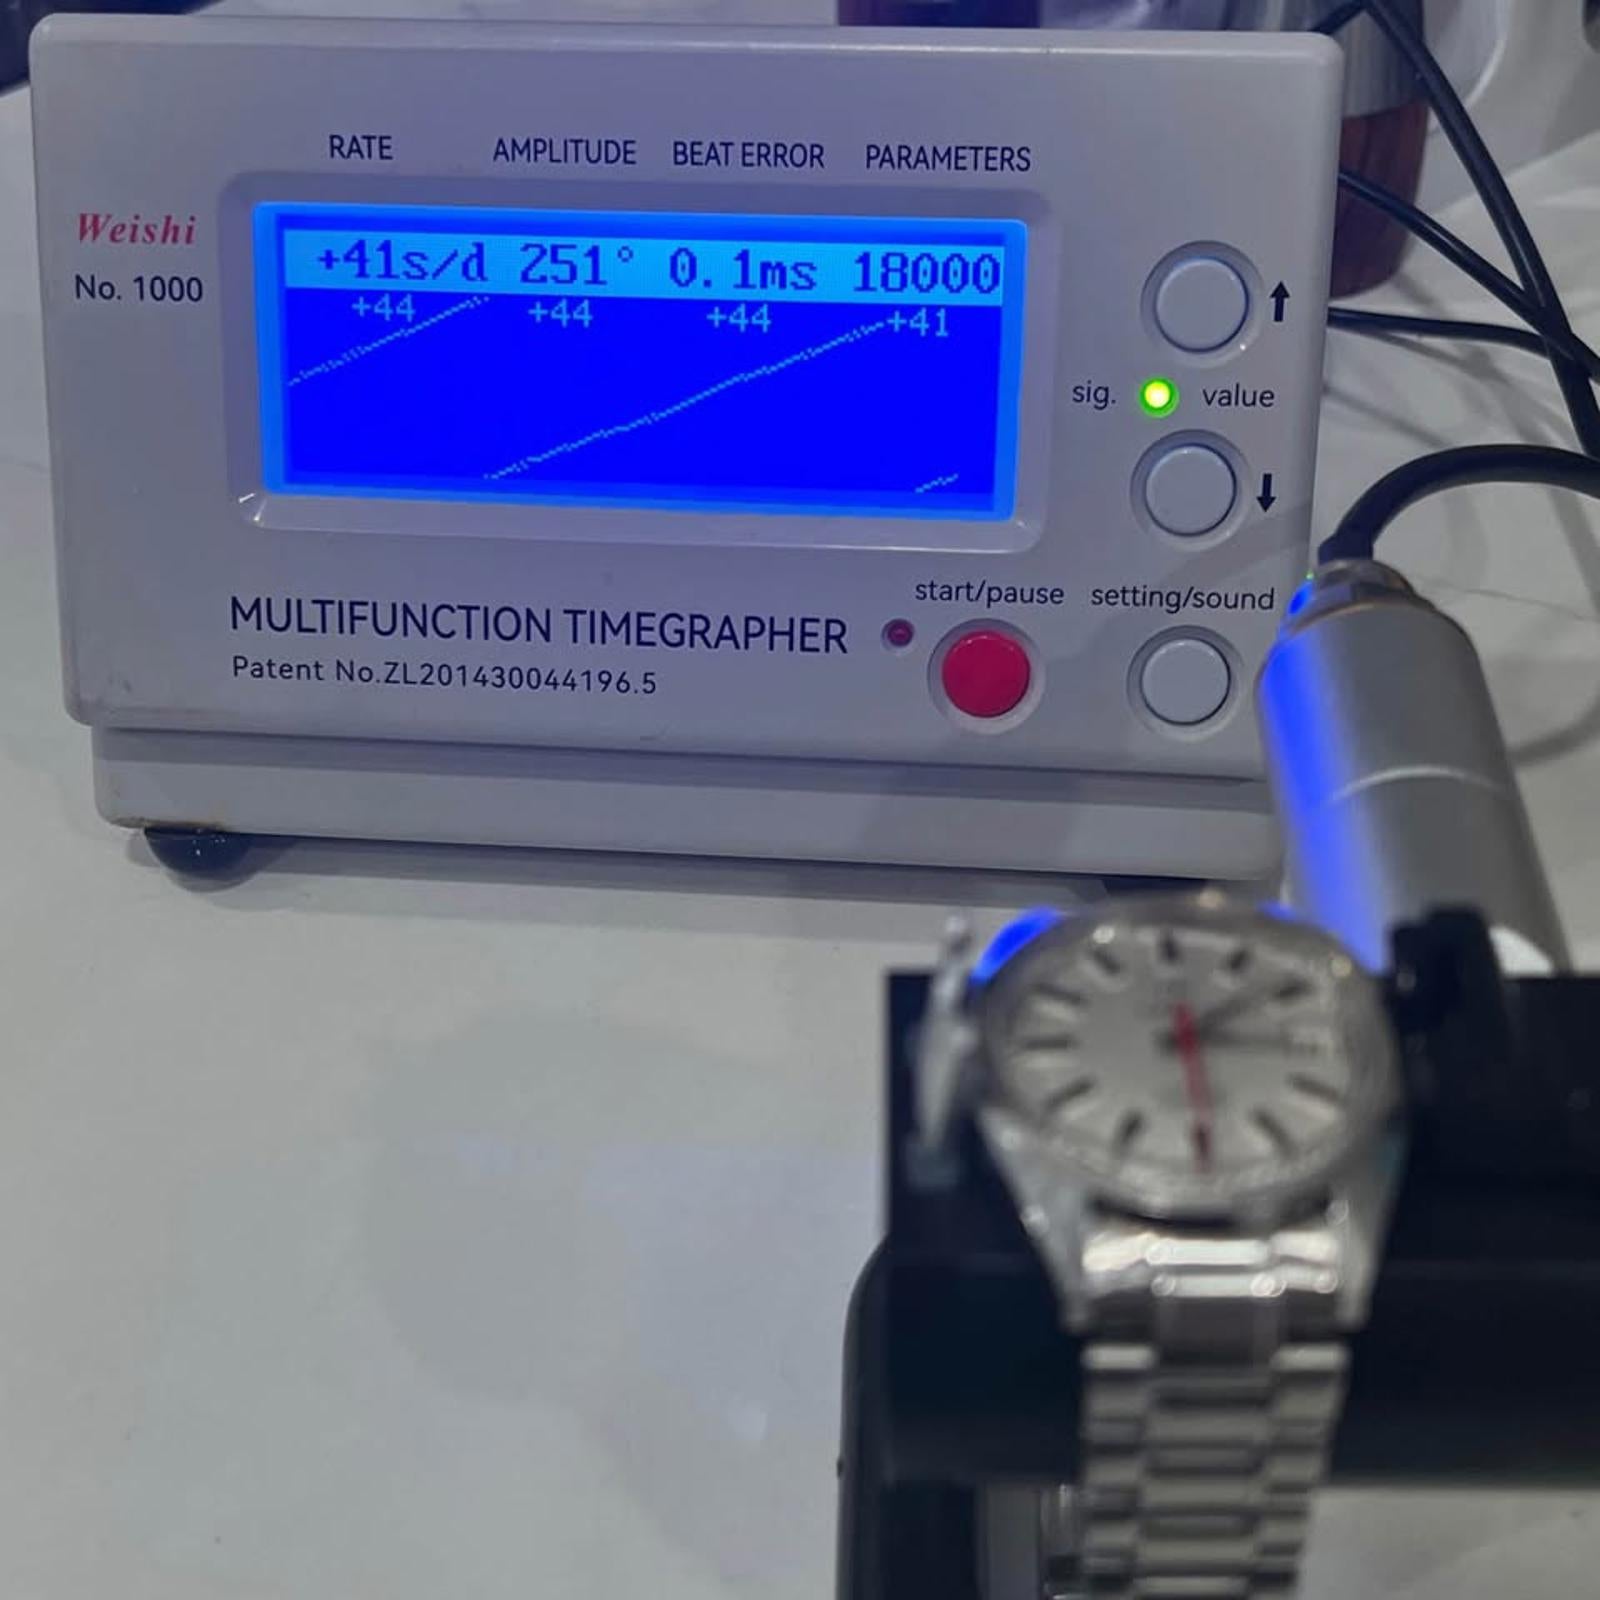 RATE AMPLITUDE BEAT ERROR PARAMETERS
Weishi
No. 1000
+41s/d 251° 0.1ms 18000
+44 +44 +44 +41
sig. value
start/pause setting/sound
MULTIFUNCTION TIMEGRAPHER
Patent No.ZL201430044196.5